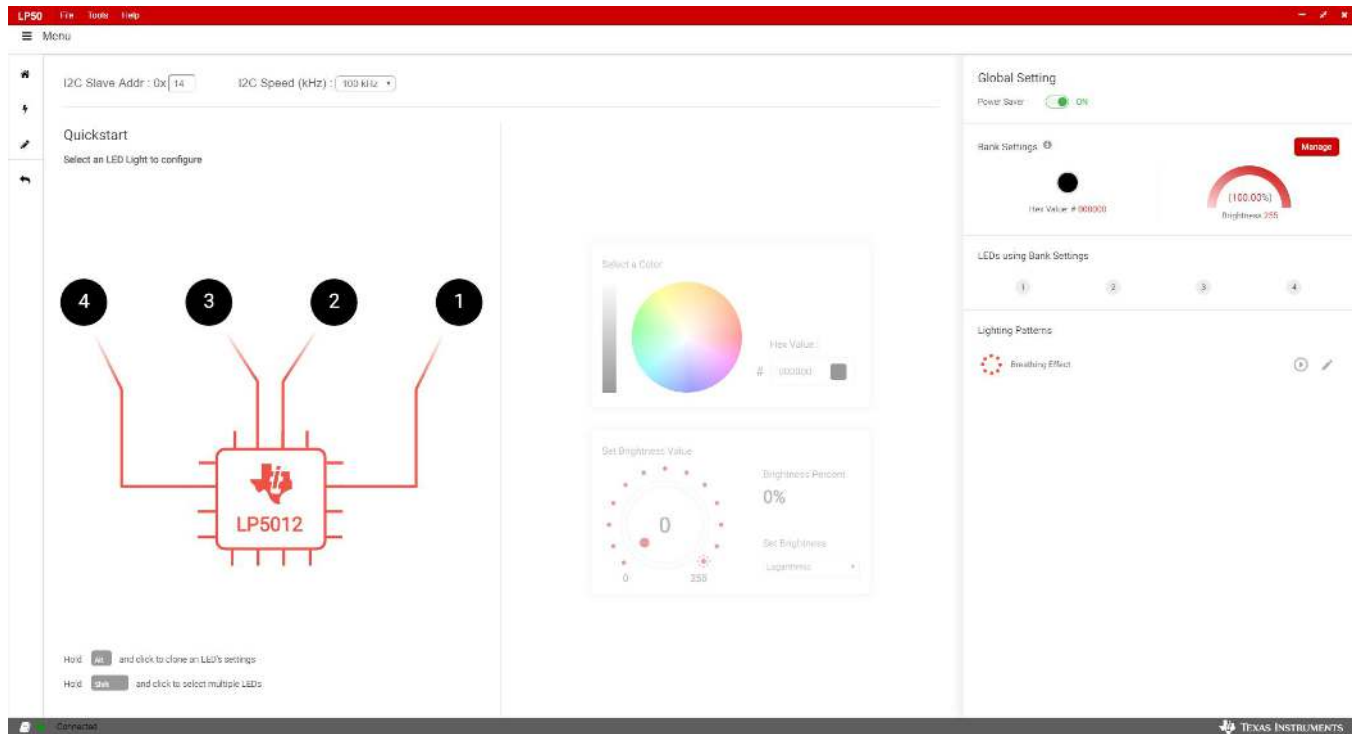 LP50 File Tools Help
Menu
I2C Slave Addr : 0x 14 I2C Speed (kHz) : 100 kHz
Quickstart
Select an LED Light to configure
4 3 2 1
LP5012
Hold Alt and click to clone an LED's settings
Hold Shift and click to select multiple LEDs
Select a Color
Hex Value :
# 000000
Set Brightness Value
Brightness Percent
0%
0
Set Brightness
Logarithmic
0 255
Global Setting
Power Saver ON
Bank Settings Manage
(100.00%)
Hex Value # 000000 Brightness 255
LEDs using Bank Settings
1 2 3 4
Lighting Patterns
Breathing Effect
Connected
TEXAS INSTRUMENTS